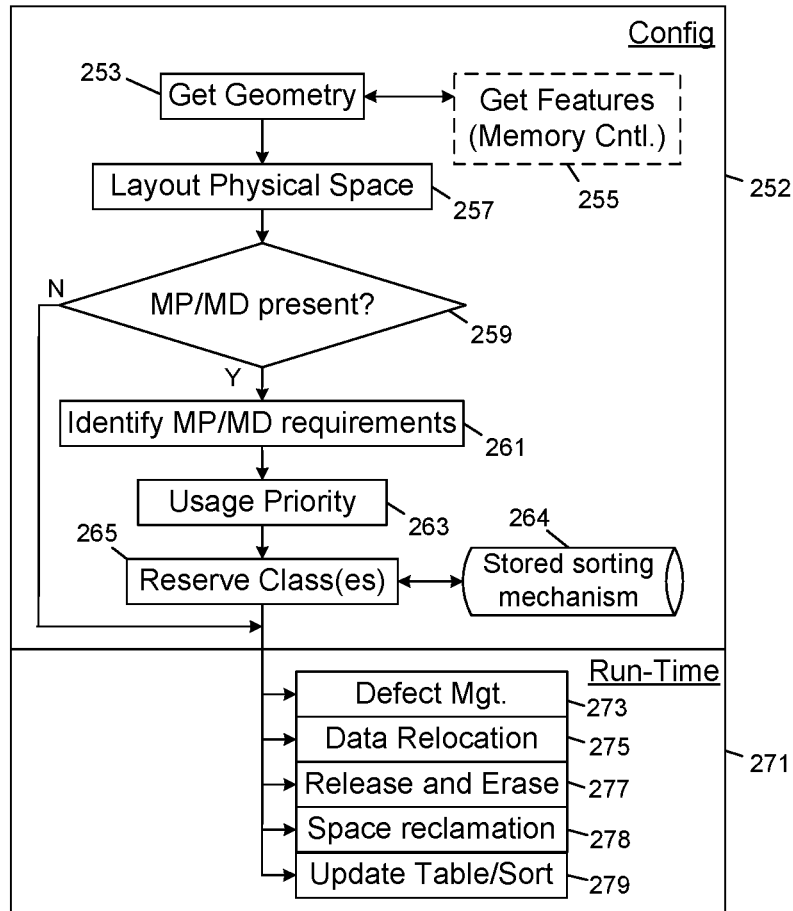 Config
253
Get Geometry
Get Features
(Memory Cntl.)
255
Layout Physical Space
257
252
N
MP/MD present?
259
Y
Identify MP/MD requirements
261
Usage Priority
263
264
265
Reserve Class(es)
Stored sorting
mechanism
Run-Time
Defect Mgt.
273
Data Relocation
275
271
Release and Erase
277
Space reclamation
278
Update Table/Sort
279